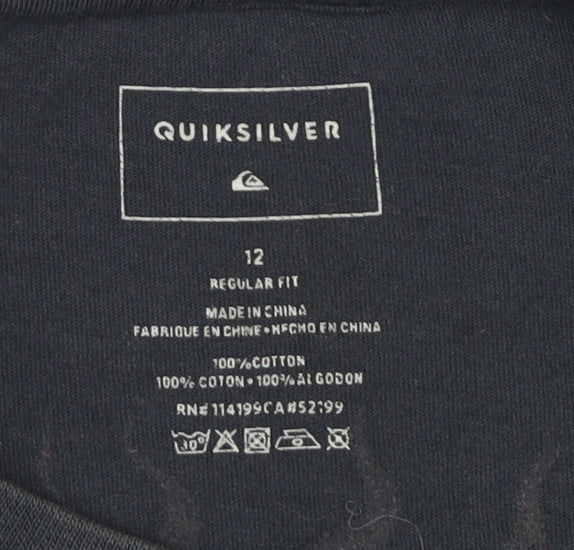 QUIKSILVER
12
REGULAR FIT
MADE IN CHINA
FABRIQUE EN CHINE • HECHO EN CHINA
100% COTTON
100% COTON • 100% ALGODON
RN# 114199 CA #52199
30°